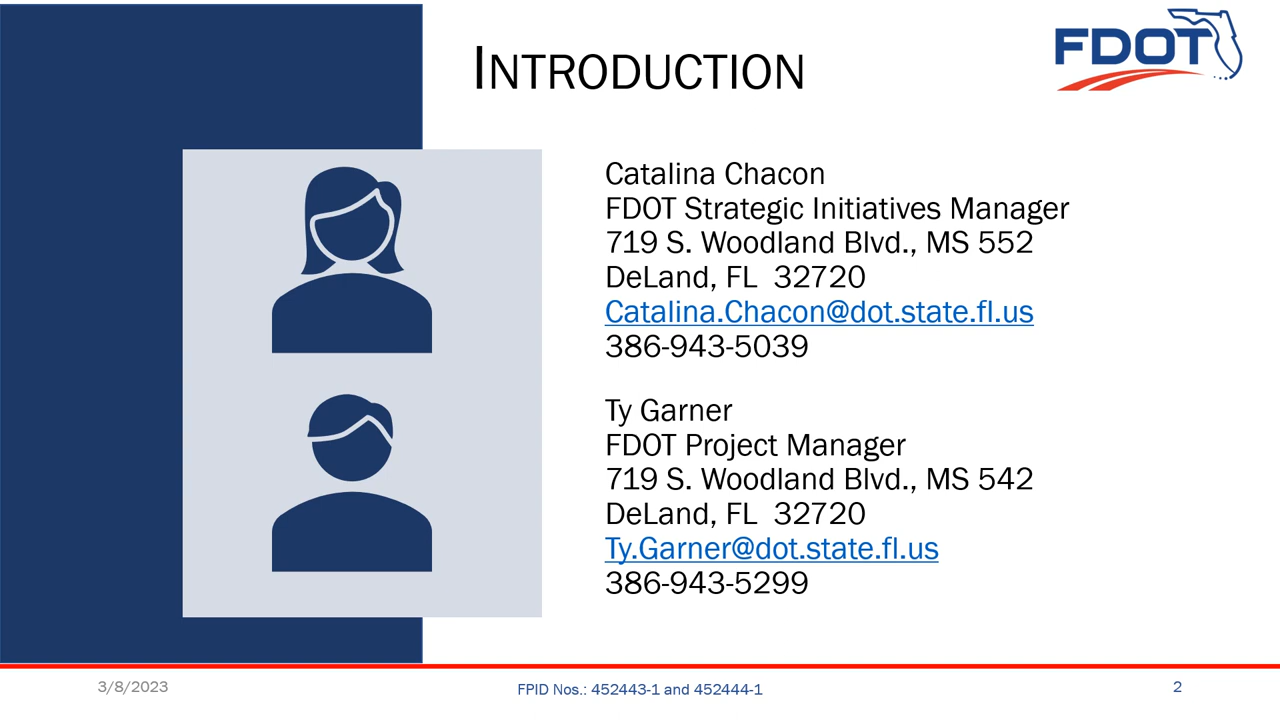 INTRODUCTION
FDOT
Catalina Chacon
FDOT Strategic Initiatives Manager
719 S. Woodland Blvd., MS 552
DeLand, FL  32720
Catalina.Chacon@dot.state.fl.us
386-943-5039
Ty Garner
FDOT Project Manager
719 S. Woodland Blvd., MS 542
DeLand, FL  32720
Ty.Garner@dot.state.fl.us
386-943-5299
3/8/2023
FPID Nos.: 452443-1 and 452444-1
2